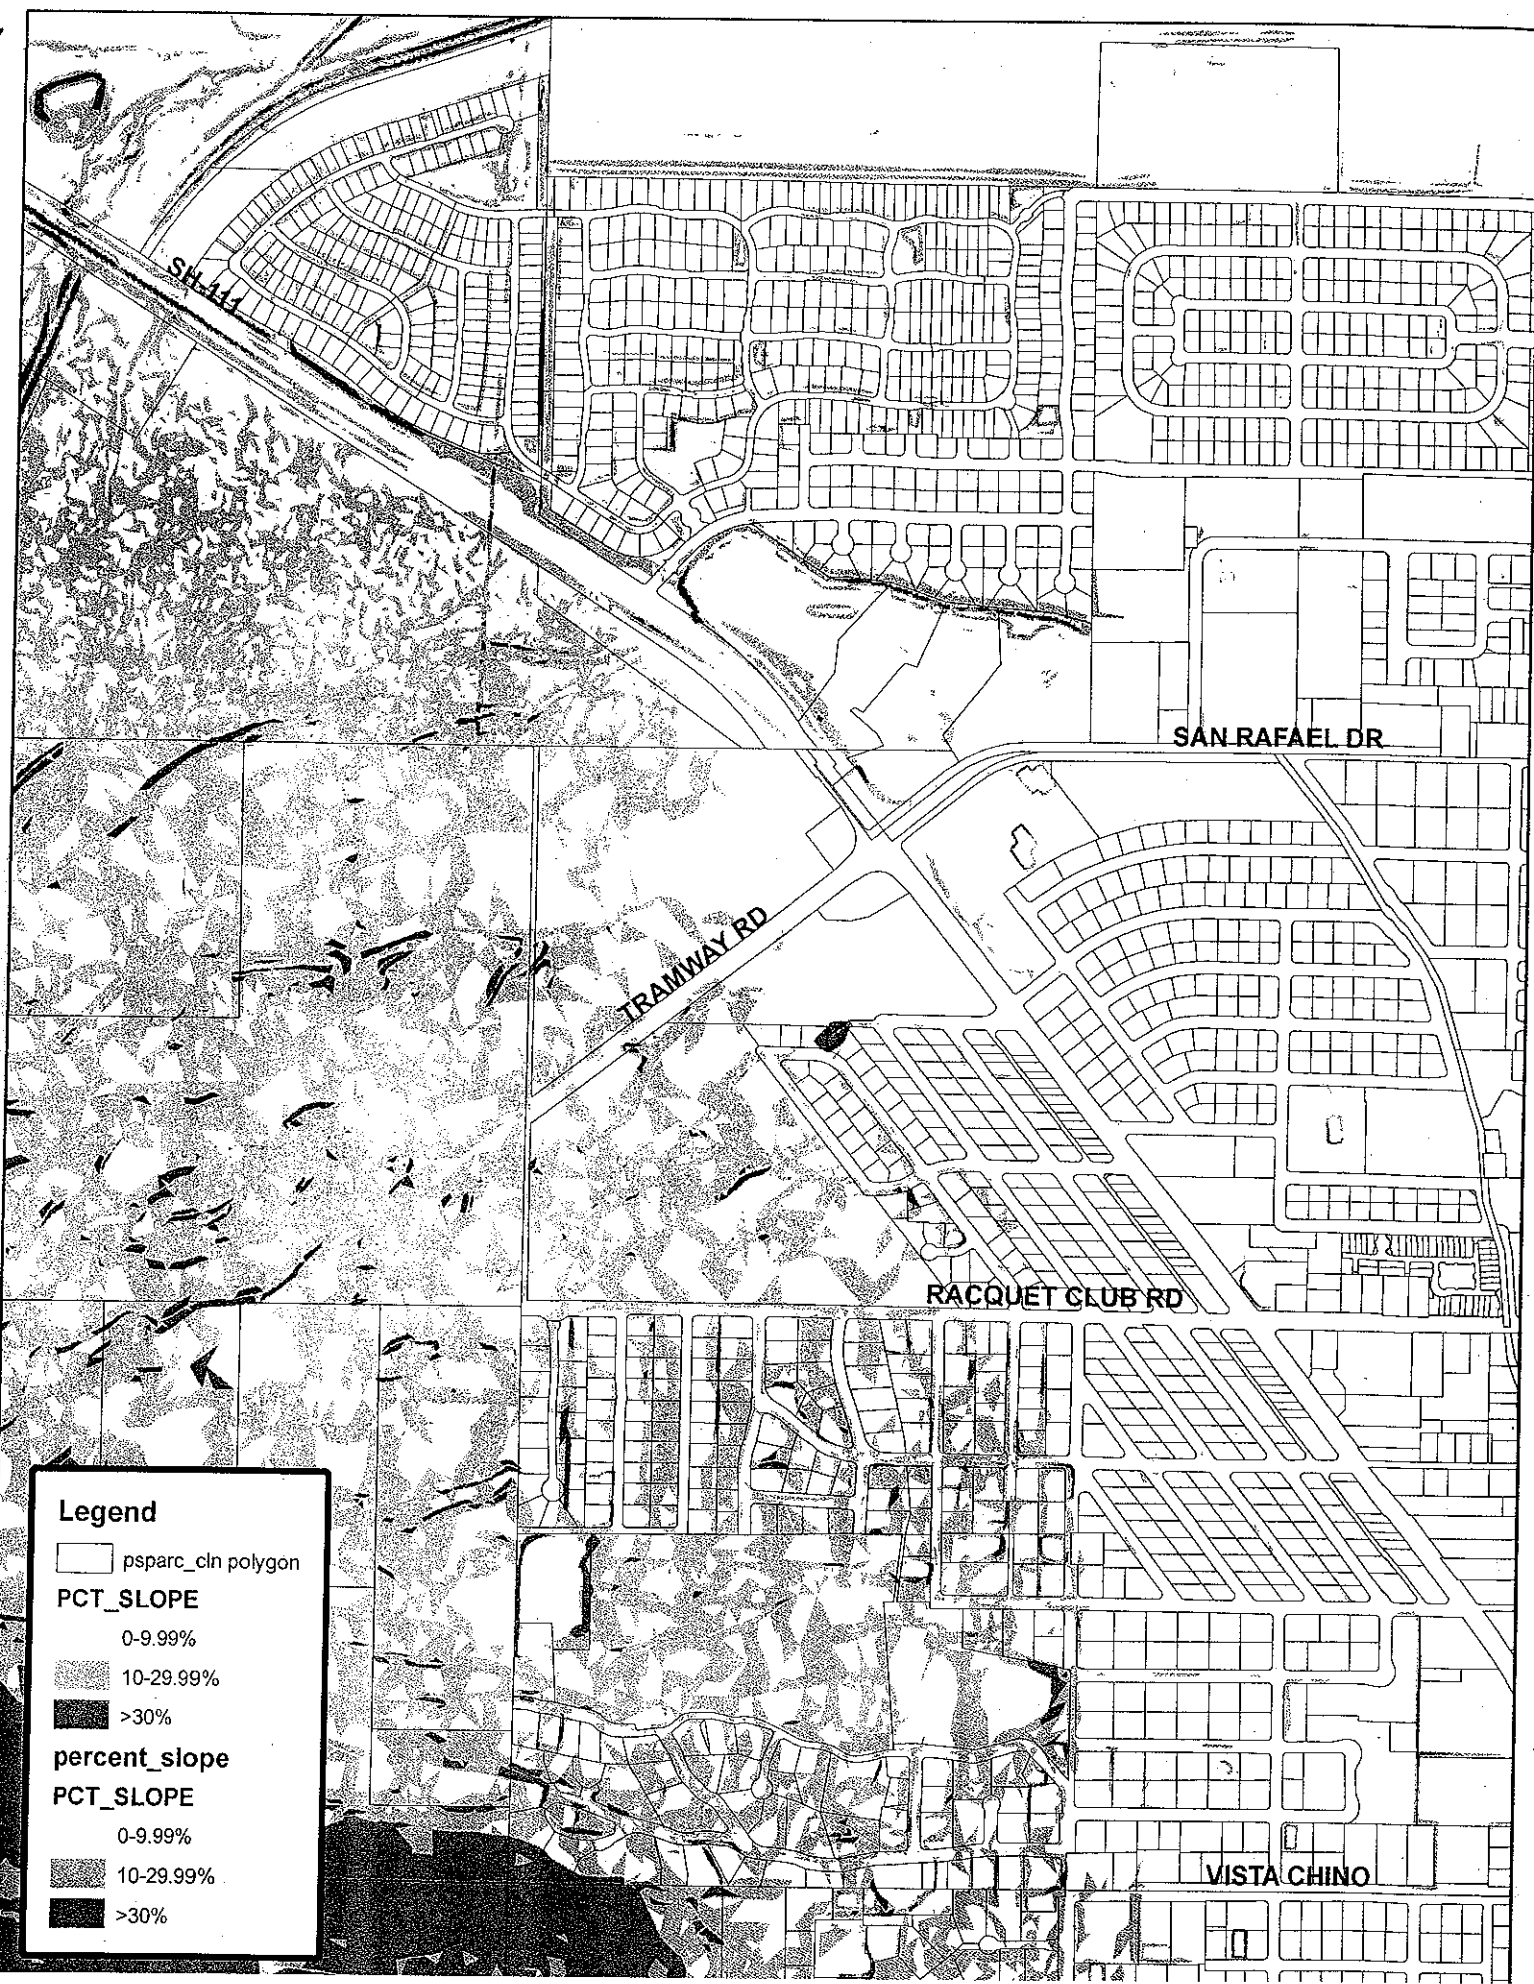 SH-111
SAN RAFAEL DR
TRAMWAY RD
RACQUET CLUB RD
Legend
psparc_cln polygon
PCT_SLOPE
0-9.99%
10-29.99%
>30%
percent_slope
PCT_SLOPE
0-9.99%
10-29.99%
>30%
VISTA CHINO